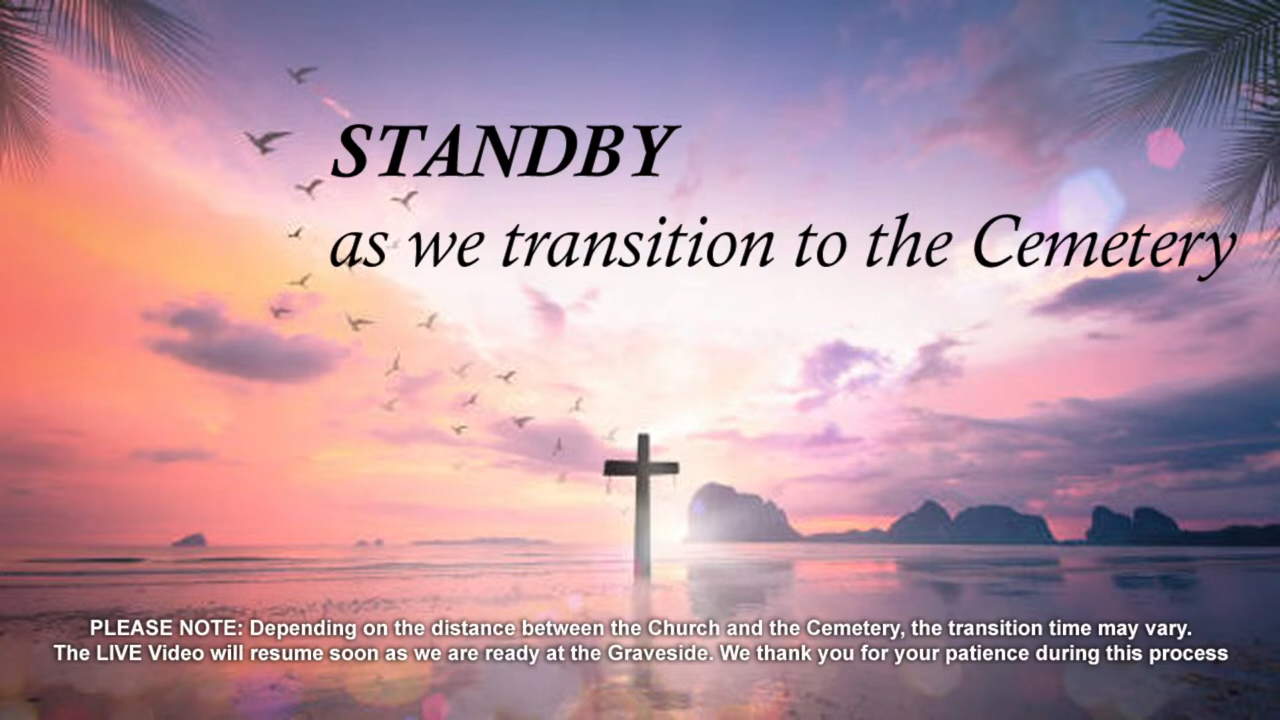 STANDBY
as we transition to the Cemetery
PLEASE NOTE: Depending on the distance between the Church and the Cemetery, the transition time may vary.
The LIVE Video will resume soon as we are ready at the Graveside. We thank you for your patience during this process